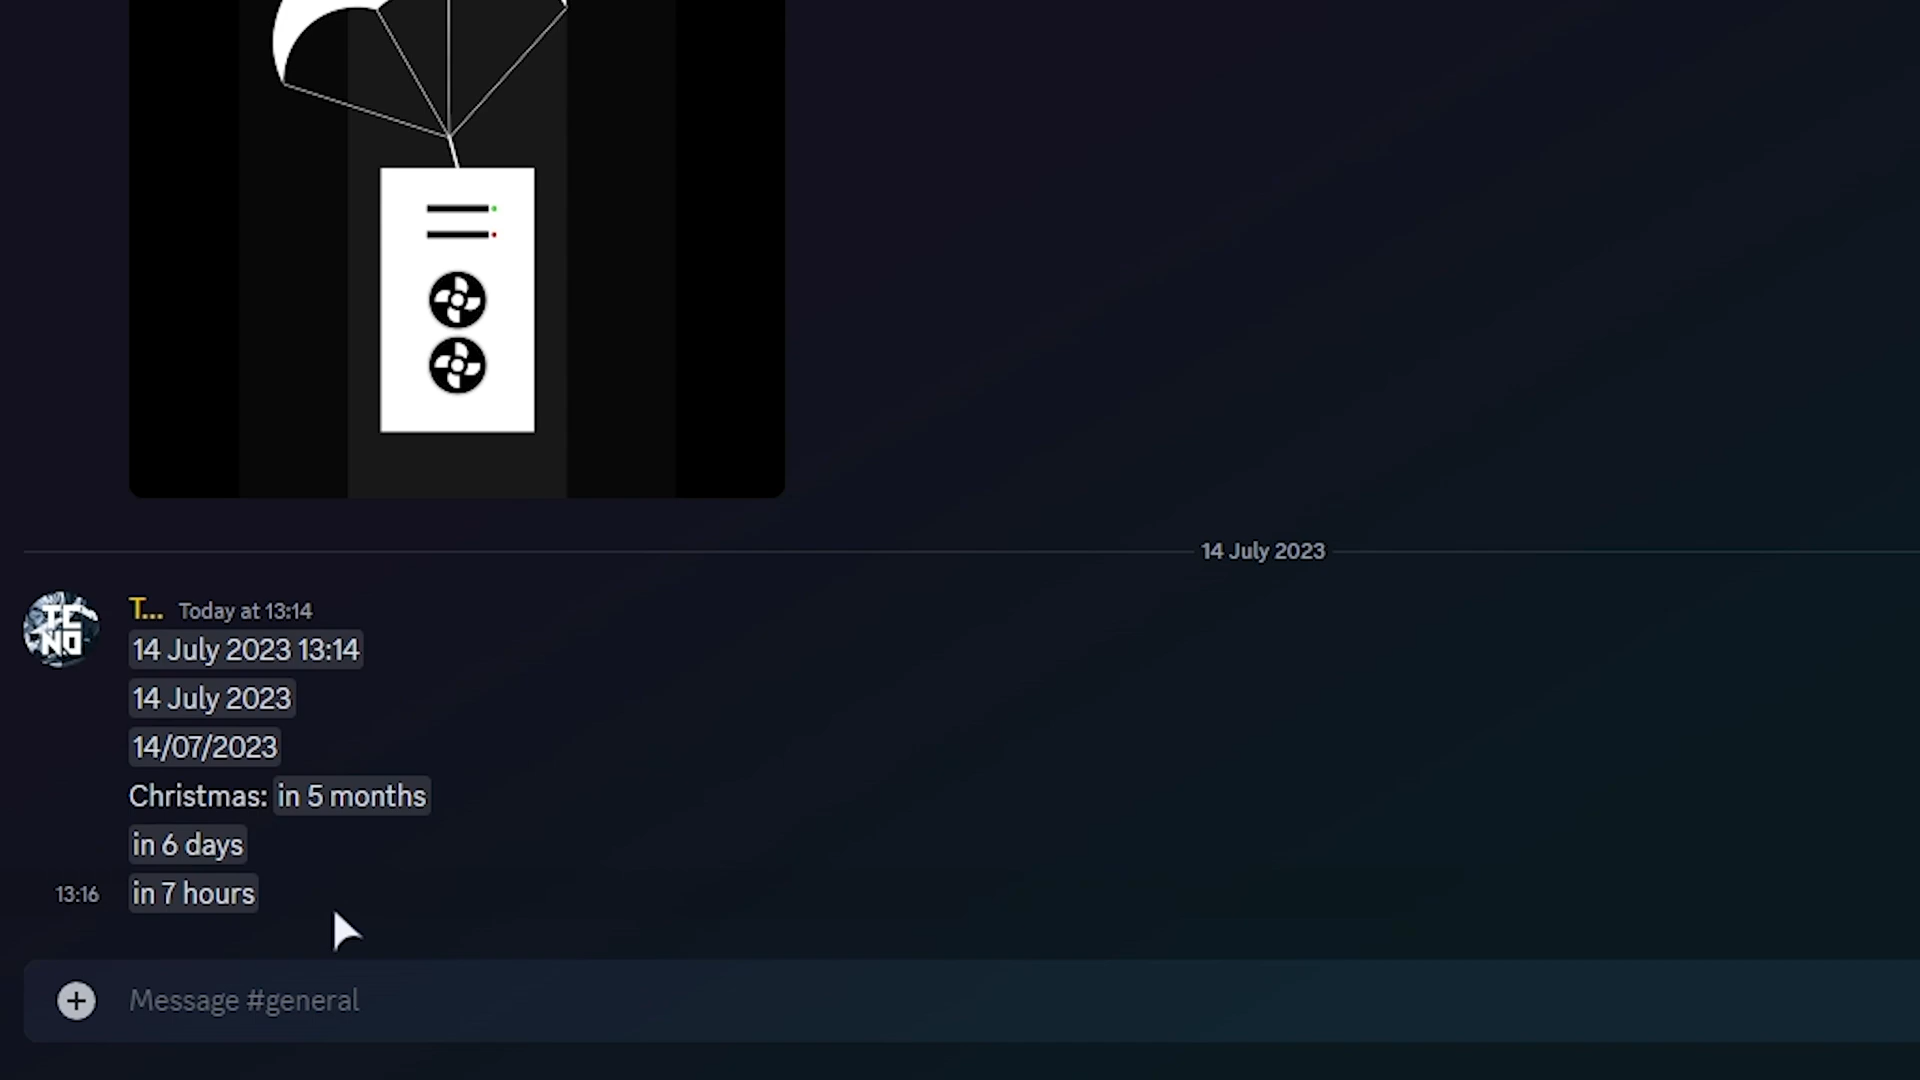 14 July 2023
TECNO
T... Today at 13:14
14 July 2023 13:14
14 July 2023
14/07/2023
Christmas: in 5 months
in 6 days
13:16 in 7 hours
Message #general